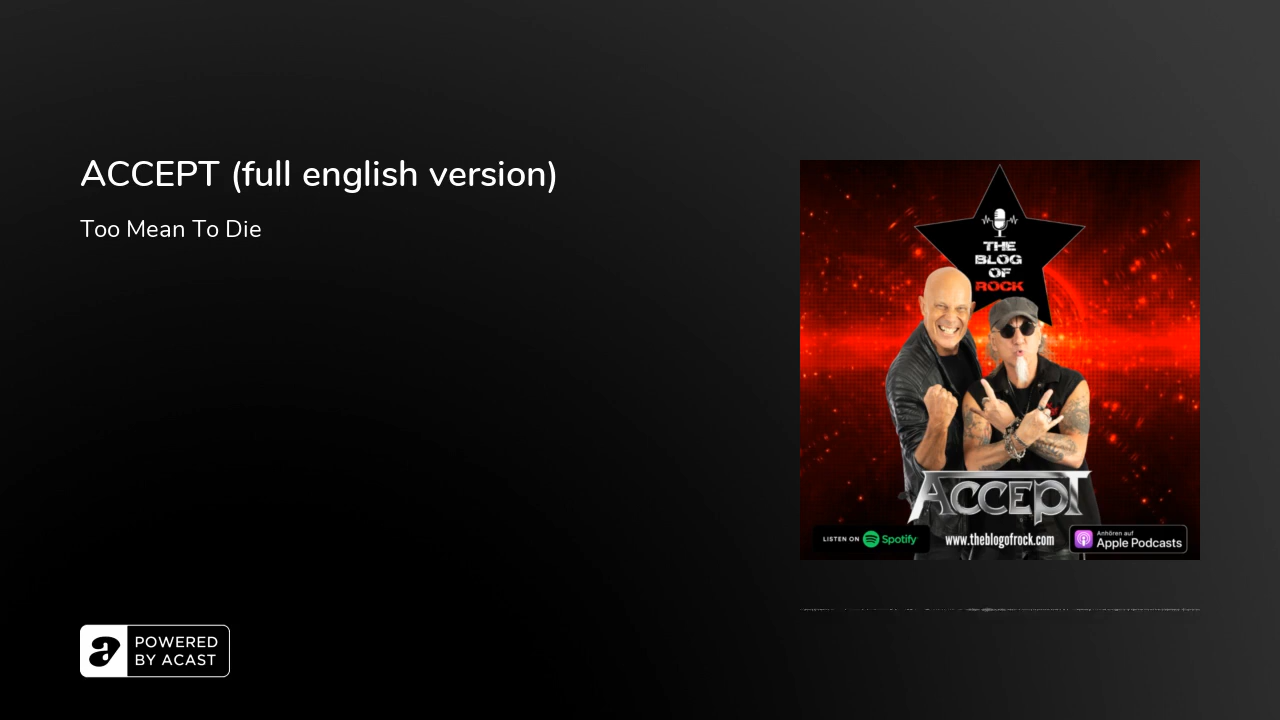 ACCEPT (full english version)
Too Mean To Die
THE
BLOG
OF
ROCK
ACCEPT
LISTEN ON Spotify
www.theblogofrock.com
Anhören auf
Apple Podcasts
POWERED
BY ACAST